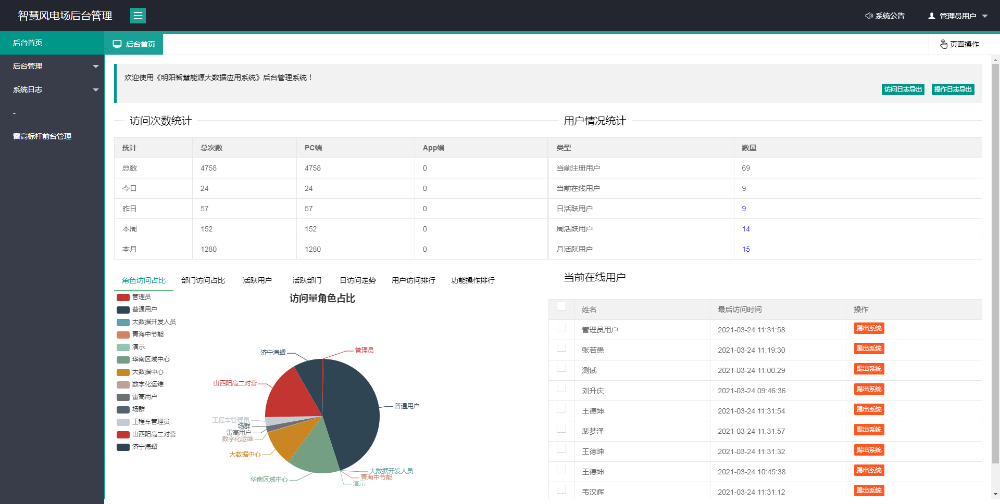 智慧风电场后台管理
系统公告
管理员用户
后台首页
后台管理
系统日志
-
雷高标杆前台管理
后台首页
页面操作
欢迎使用《明阳智慧能源大数据应用系统》后台管理系统！
访问日志导出 操作日志导出
访问次数统计
统计 总次数 PC端 App端
总数 4758 4758 0
今日 24 24 0
昨日 57 57 0
本周 152 152 0
本月 1280 1280 0
用户情况统计
类型 数量
当前注册用户 69
当前在线用户 9
日活跃用户 9
周活跃用户 14
月活跃用户 15
角色访问占比 部门访问占比 活跃用户 活跃部门 日访问走势 用户访问排行 功能操作排行
访问量角色占比
管理员
普通用户
大数据开发人员
青海中节能
演示
华南区域中心
大数据中心
数字化运维
雷高用户
场群
工程车管理员
山西阳高二对营
济宁海螺
济宁海螺
管理员
山西阳高二对营
普通用户
工程车管理员
场群
雷高用户
数字化运维
大数据中心
大数据开发人员
青海中节能
华南区域中心
演示
当前在线用户
姓名 最后访问时间 操作
管理员用户 2021-03-24 11:31:58 踢出系统
张若愚 2021-03-24 11:19:30 踢出系统
测试 2021-03-24 11:00:29 踢出系统
刘升庆 2021-03-24 09:46:36 踢出系统
王德坤 2021-03-24 11:31:54 踢出系统
裴梦泽 2021-03-24 11:31:57 踢出系统
王德坤 2021-03-24 11:31:32 踢出系统
王德坤 2021-03-24 10:45:38 踢出系统
韦汉辉 2021-03-24 11:31:12 踢出系统